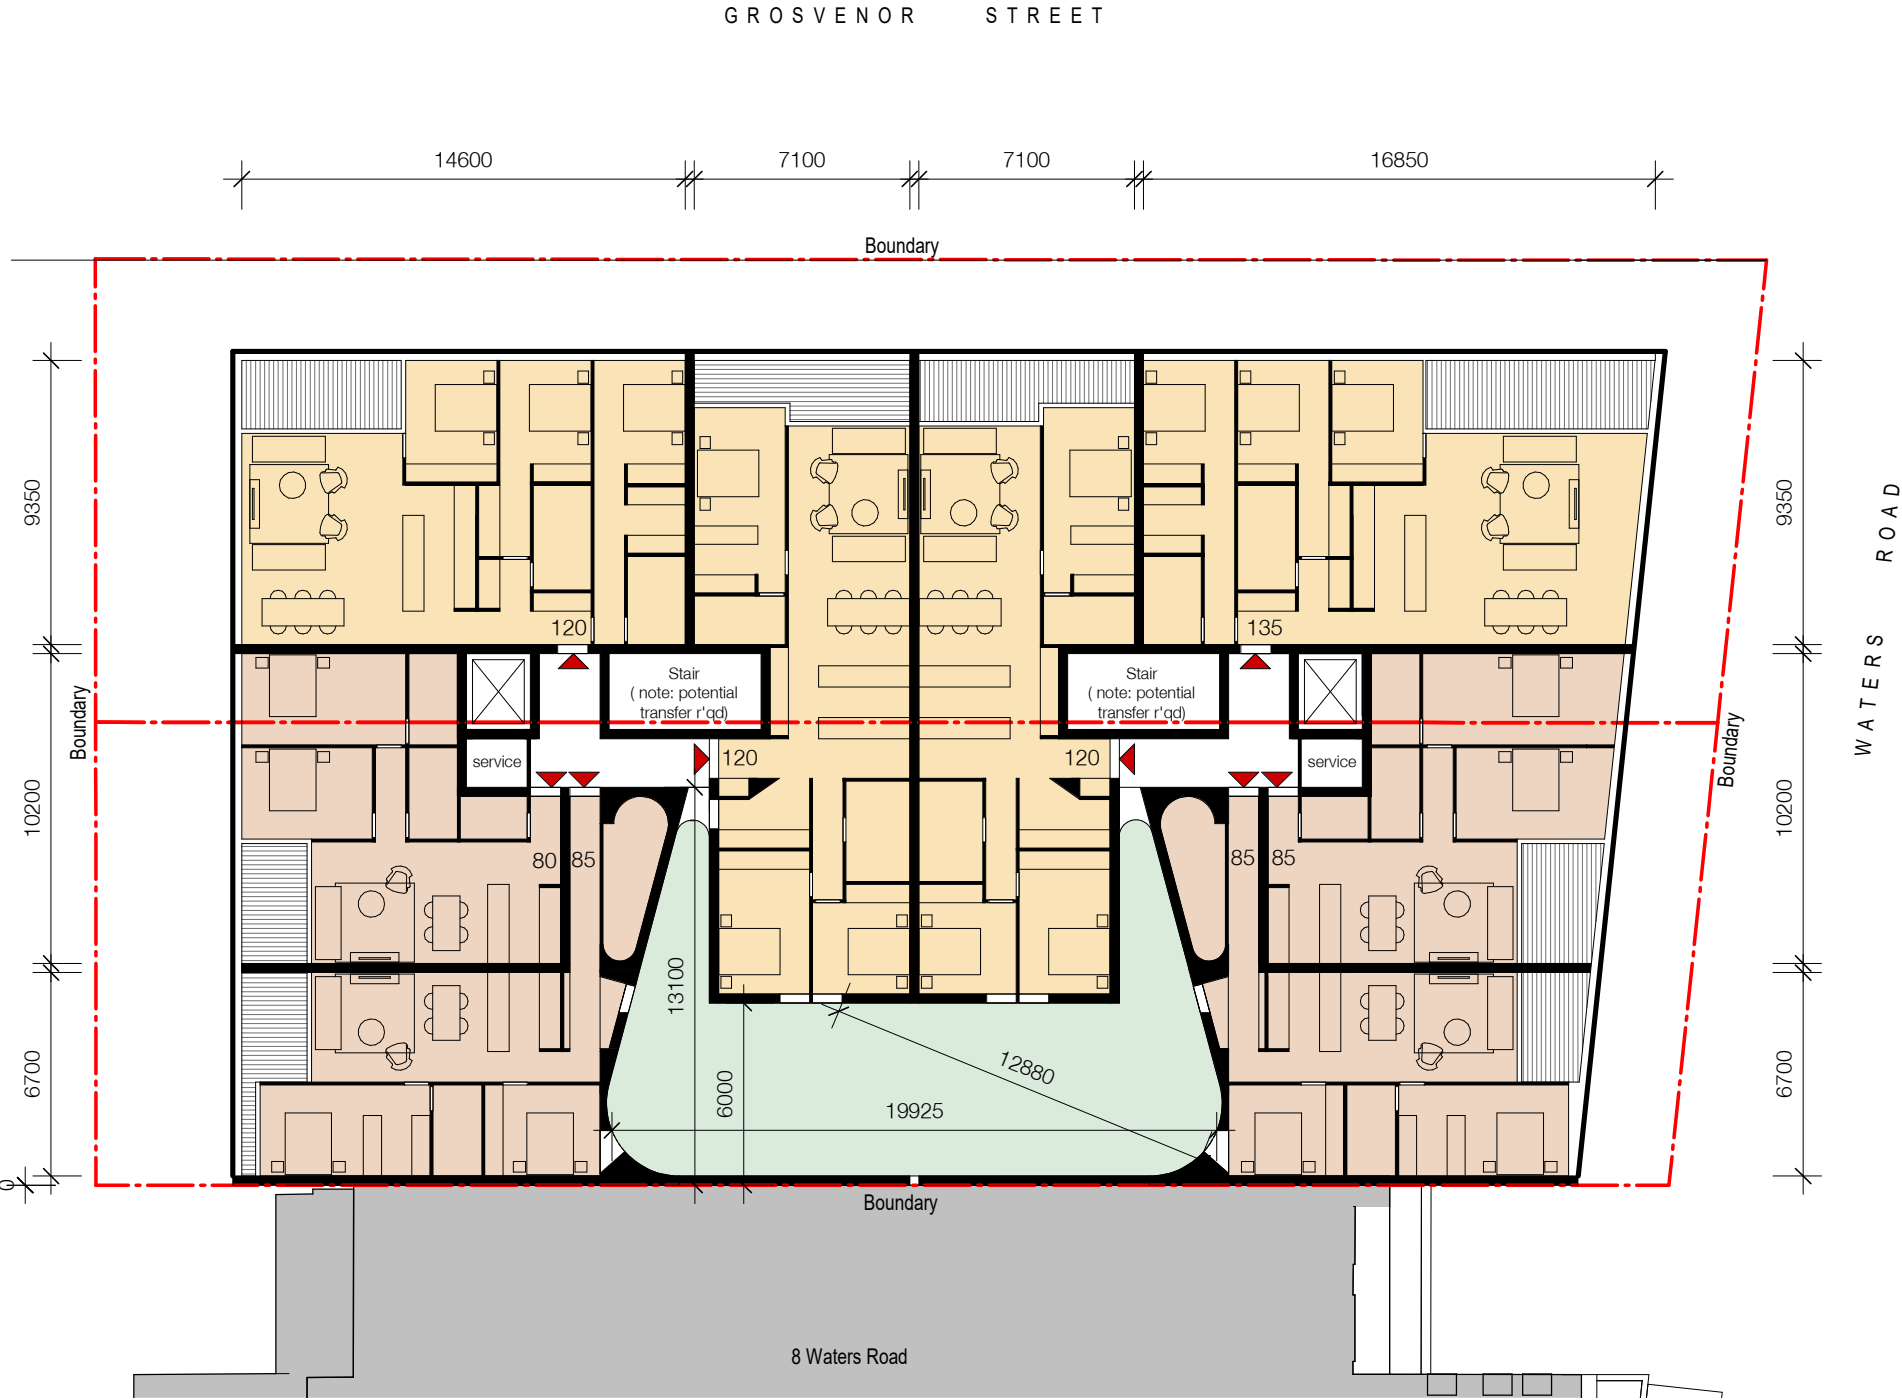 GROSVENOR STREET
14600 7100 7100 16850
Boundary
9350
9350
WATERS ROAD
120
135
Stair
( note: potential
transfer r'qd)
Stair
( note: potential
transfer r'qd)
Boundary
Boundary
service
120
120
service
10200
10200
80 85
85 85
13100
6000
12880
19925
6700
6700
0
Boundary
8 Waters Road